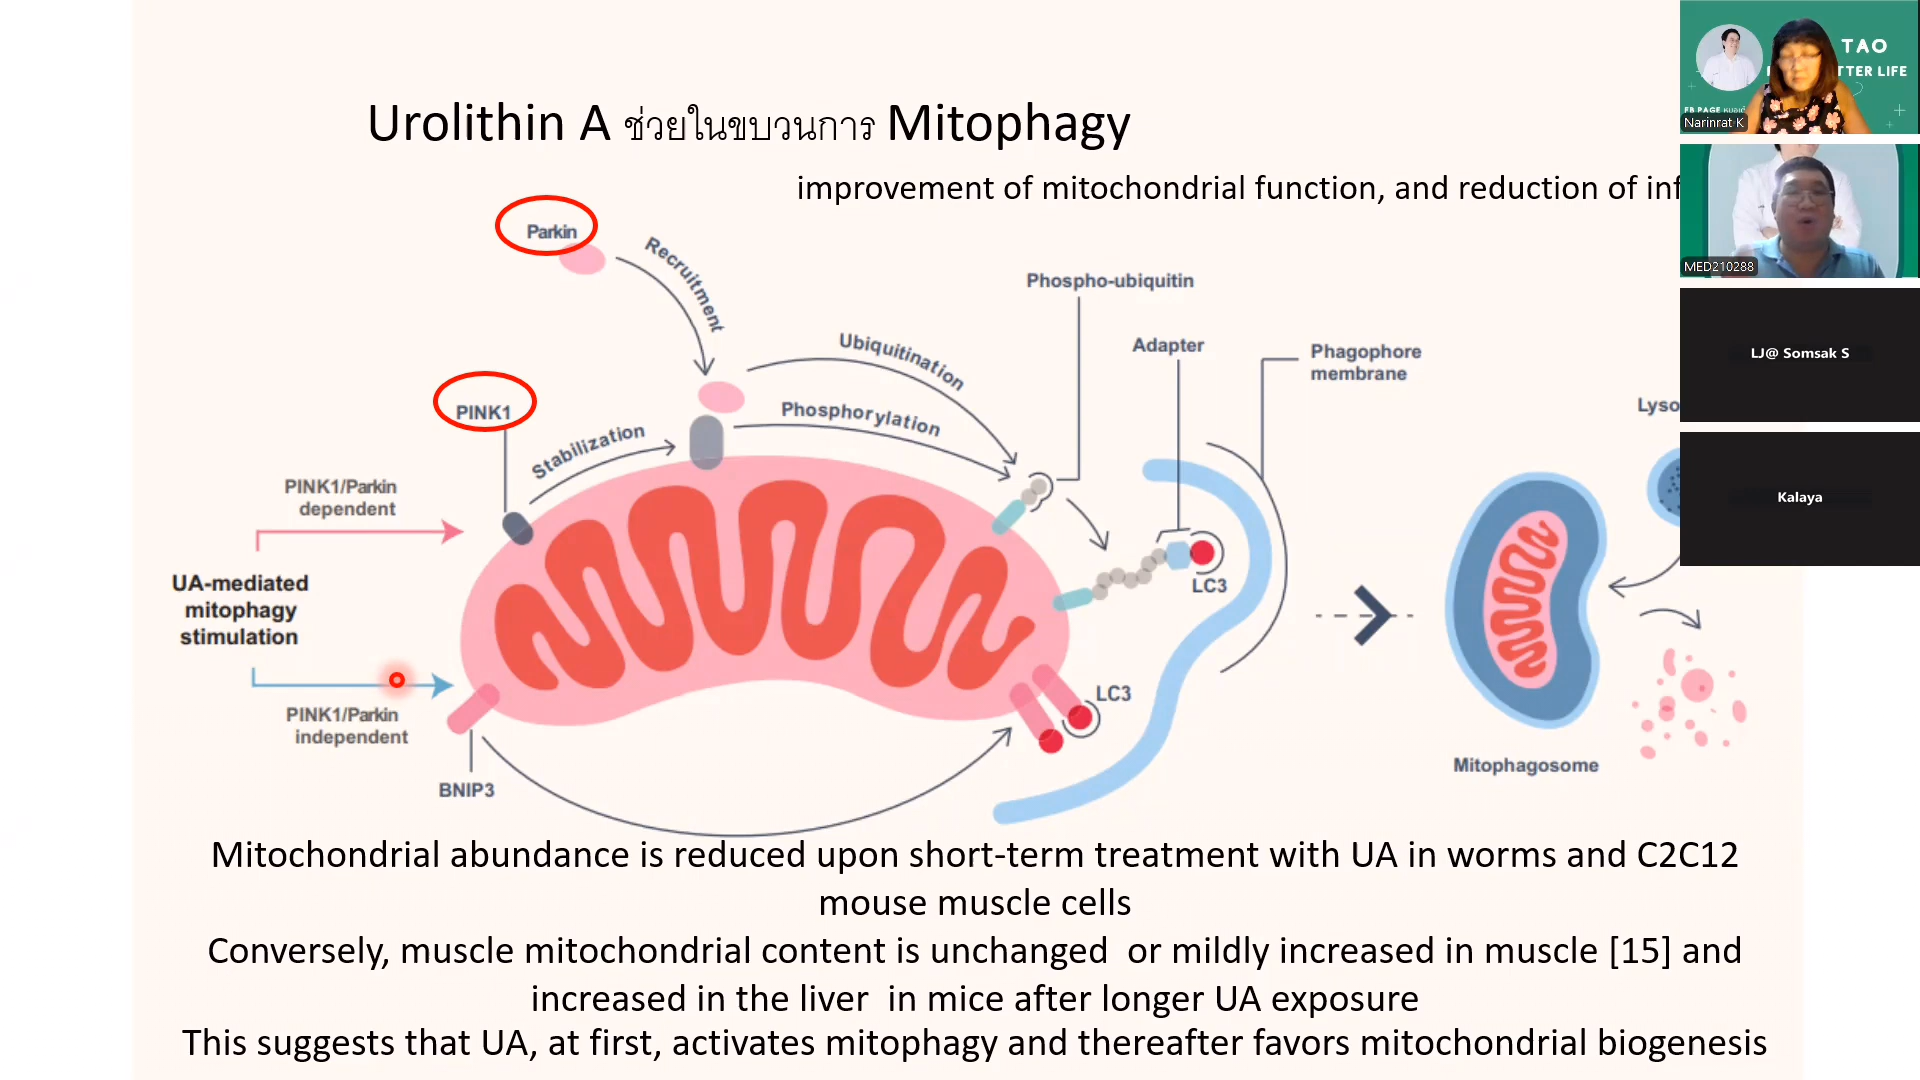 Urolithin A ช่วยในขบวนการ Mitophagy
improvement of mitochondrial function, and reduction of inf
Parkin
Recruitment
Phospho-ubiquitin
Ubiquitination
Adapter
Phagophore
membrane
PINK1
Stabilization
Phosphorylation
Lyso
PINK1/Parkin
dependent
UA-mediated
mitophagy
stimulation
LC3
LC3
PINK1/Parkin
independent
BNIP3
Mitophagosome
Mitochondrial abundance is reduced upon short-term treatment with UA in worms and C2C12
mouse muscle cells
Conversely, muscle mitochondrial content is unchanged or mildly increased in muscle [15] and
increased in the liver in mice after longer UA exposure
This suggests that UA, at first, activates mitophagy and thereafter favors mitochondrial biogenesis
TAO
TTER LIFE
FB PAGE
Narinrat K
MED210288
LJ@ Somsak S
Kalaya